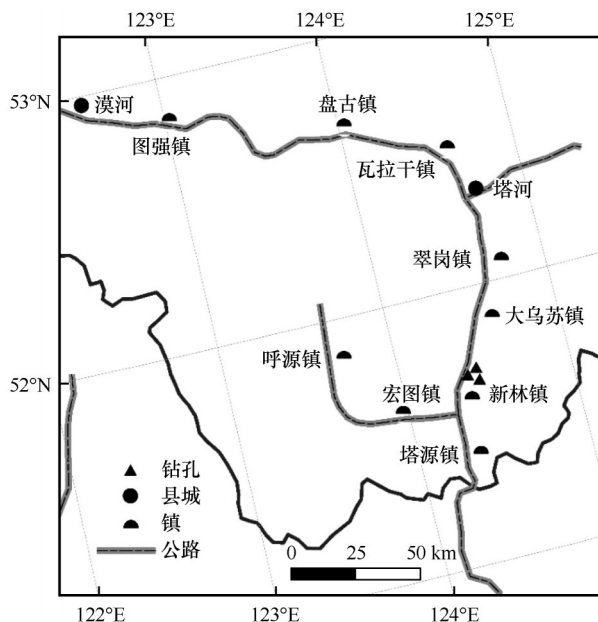 123°E
124°E
125°E
53°N
漠河
图强镇
盘古镇
瓦拉干镇
塔河
翠岗镇
大乌苏镇
呼源镇
宏图镇
新林镇
52°N
塔源镇
钻孔
县城
镇
公路
0 25 50 km
122°E
123°E
124°E